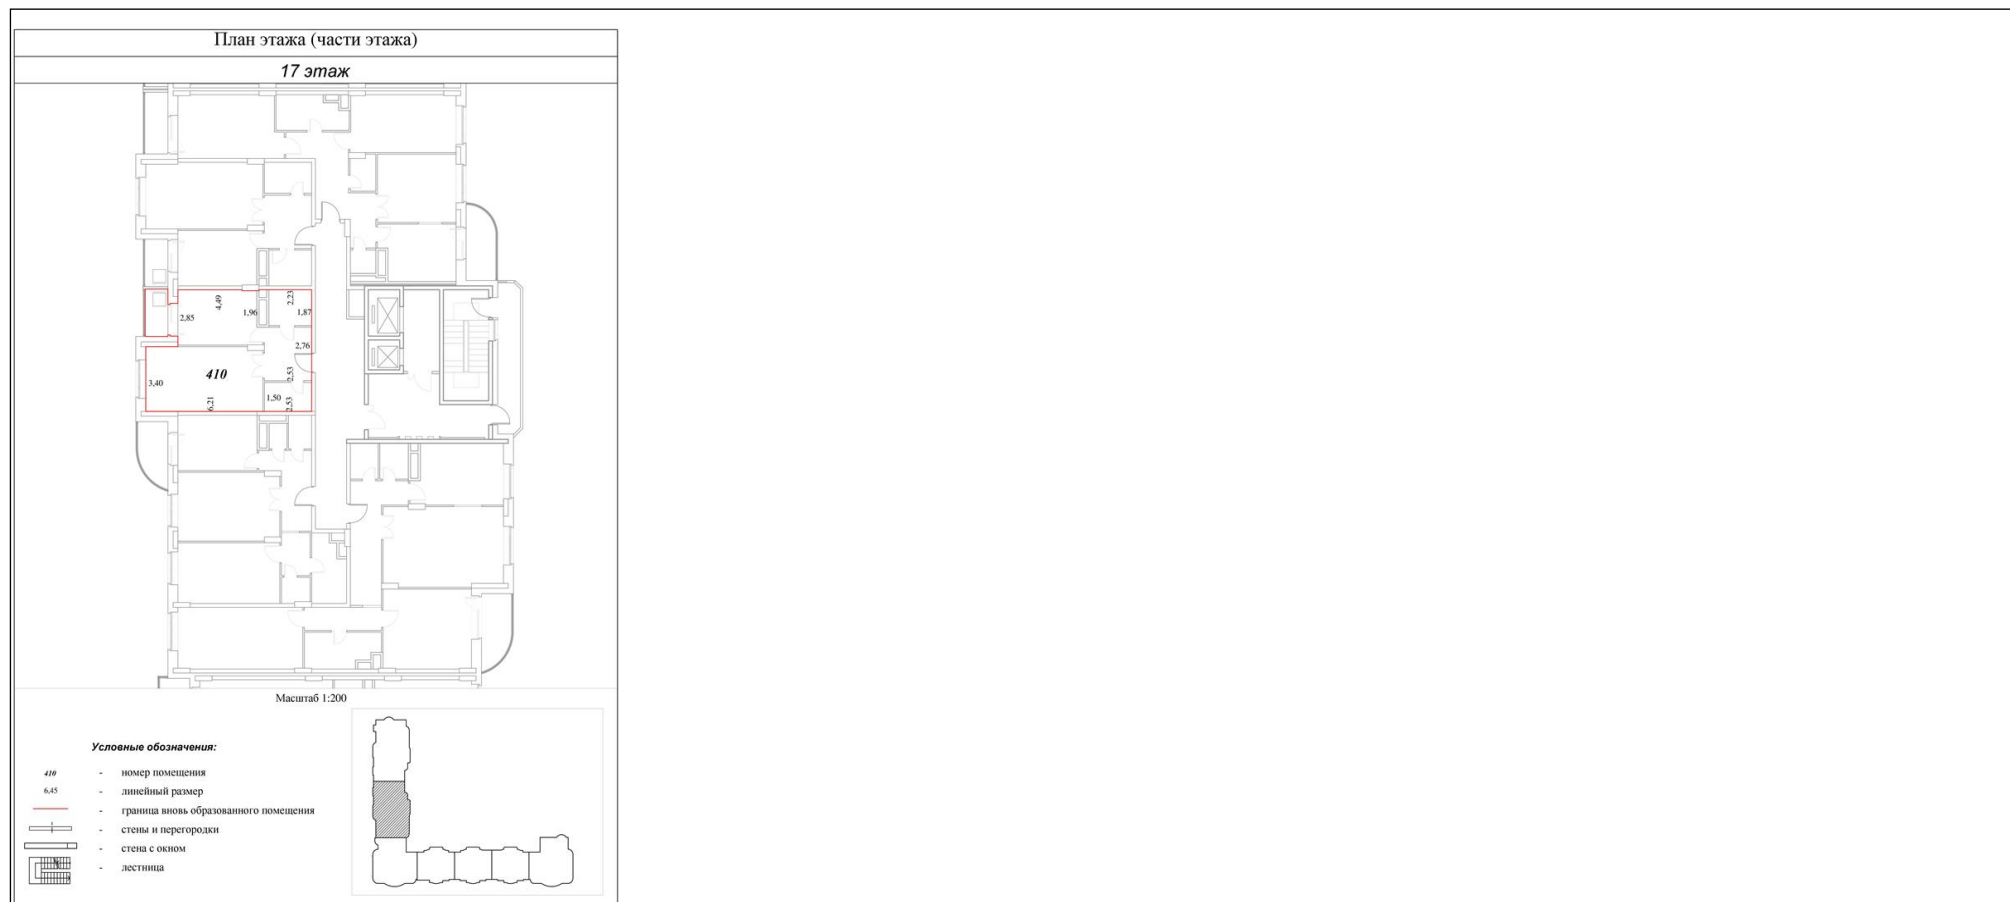 План этажа (части этажа)
17 этаж
4,49
2,23
2,85
1,96
1,87
2,76
410
2,53
3,40
1,50
6,21
2,53
Масштаб 1:200
Условные обозначения:
410 - номер помещения
6,45 - линейный размер
- граница вновь образованного помещения
- стены и перегородки
- стена с окном
- лестница